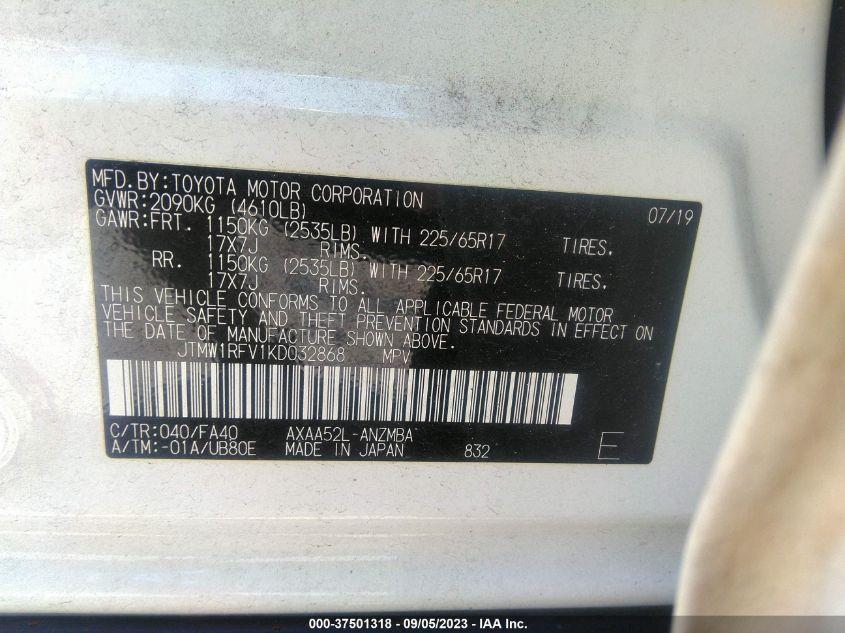 MFD.BY:TOYOTA MOTOR CORPORATION 07/19
GVWR:2090KG (4610LB)
GAWR:FRT. 1150KG (2535LB) WITH 225/65R17 TIRES.
17X7J RIMS.
RR. 1150KG (2535LB) WITH 225/65R17 TIRES.
17X7J RIMS.
THIS VEHICLE CONFORMS TO ALL APPLICABLE FEDERAL MOTOR
VEHICLE SAFETY AND THEFT PREVENTION STANDARDS IN EFFECT ON
THE DATE OF MANUFACTURE SHOWN ABOVE.
JTMW1RFV1KD032868 MPV
C/TR:040/FA40 AXAA52L-ANZMBA
A/TM:-01A/UB80E MADE IN JAPAN 832 E
000-37501318 - 09/05/2023 - IAA Inc.